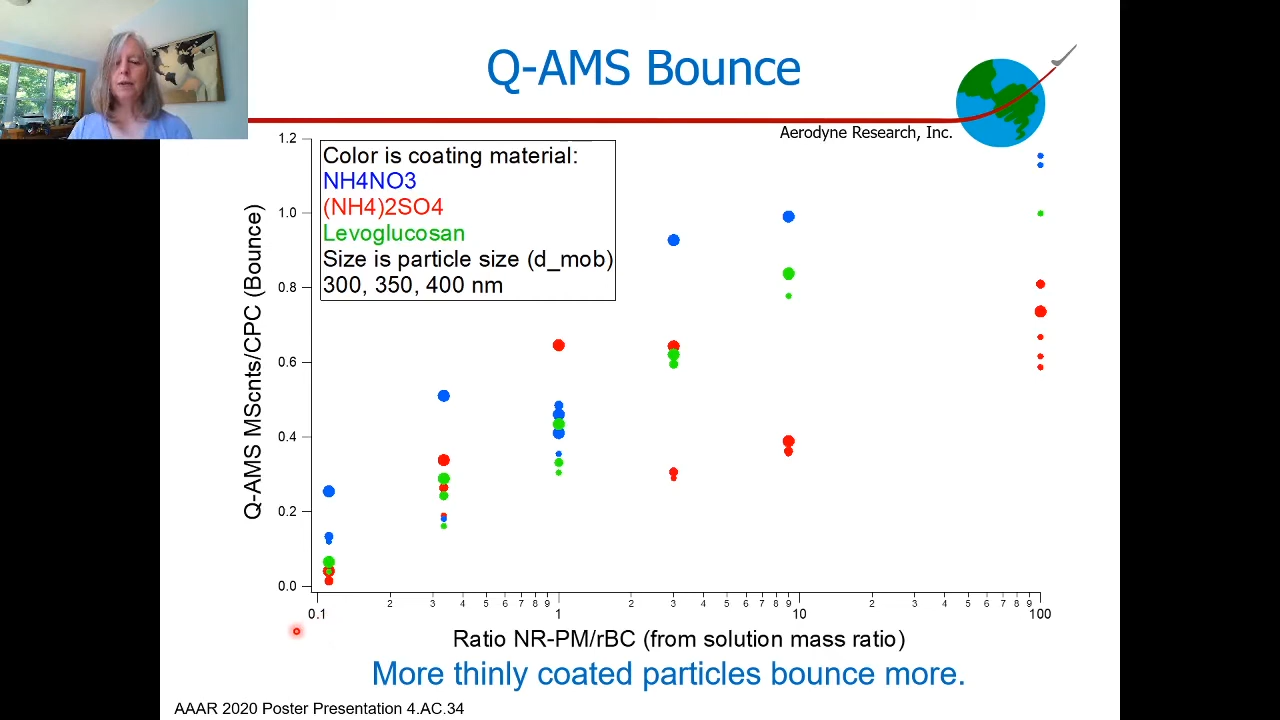 Q-AMS Bounce
Aerodyne Research, Inc.
Color is coating material:
NH4NO3
(NH4)2SO4
Levoglucosan
Size is particle size (d_mob)
300, 350, 400 nm
Q-AMS MScnts/CPC (Bounce)
1.2
1.0
0.8
0.6
0.4
0.2
0.0
2 3 4 5 6 7 8 9 2 3 4 5 6 7 8 9 2 3 4 5 6 7 8 9
0.1 1 10 100
Ratio NR-PM/rBC (from solution mass ratio)
More thinly coated particles bounce more.
AAAR 2020 Poster Presentation 4.AC.34